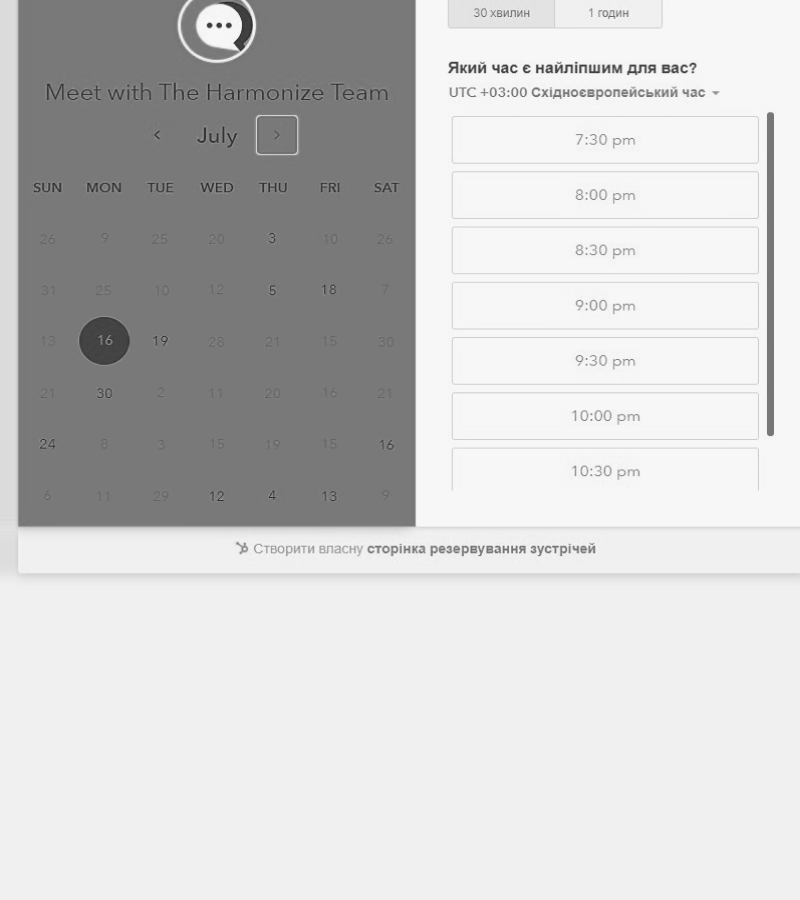 30 хвилин 1 годин
Meet with The Harmonize Team
July
SUN MON TUE WED THU FRI SAT
26 9 25 20 3 10 26
31 25 10 12 5 18 7
13 16 19 28 21 15 30
21 30 2 11 20 16 21
24 8 3 15 19 15 16
6 11 29 12 4 13 9
Який час є найліпшим для вас?
UTC +03:00 Східноєвропейський час
7:30 pm
8:00 pm
8:30 pm
9:00 pm
9:30 pm
10:00 pm
10:30 pm
Створити власну сторінка резервування зустрічей